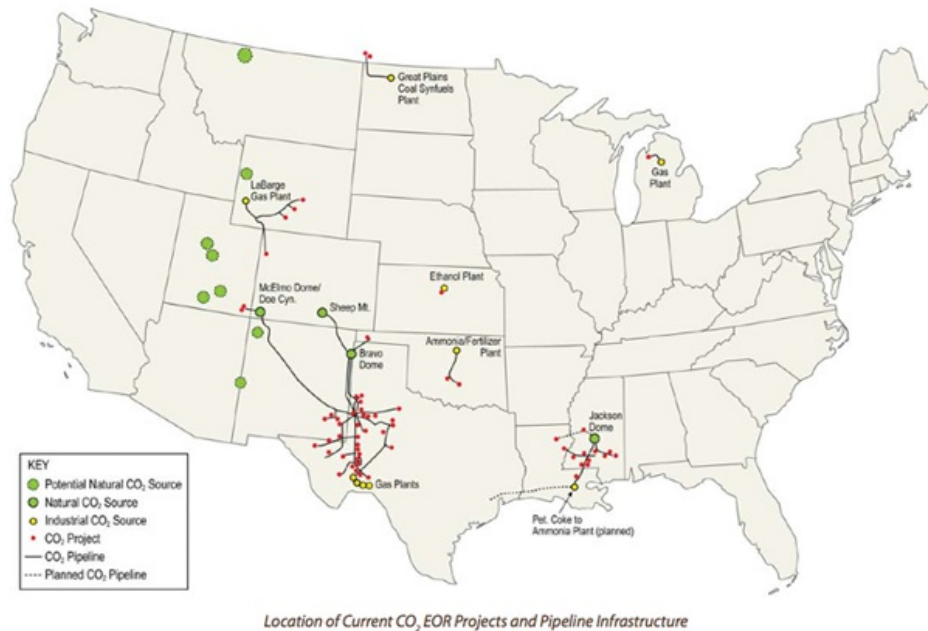 Great Plains
Coal Synfuels
Plant
Gas
Plant
LaBarge
Gas Plant
Ethanol Plant
McElmo Dome/
Doe Cyn.
Sheep Mt.
Ammonia/Fertilizer
Plant
Bravo
Dome
Jackson
Dome
Gas Plants
Pet. Coke to
Ammonia Plant (planned)
KEY
Potential Natural CO₂ Source
Natural CO₂ Source
Industrial CO₂ Source
CO₂ Project
CO₂ Pipeline
Planned CO₂ Pipeline
Location of Current CO₂ EOR Projects and Pipeline Infrastructure